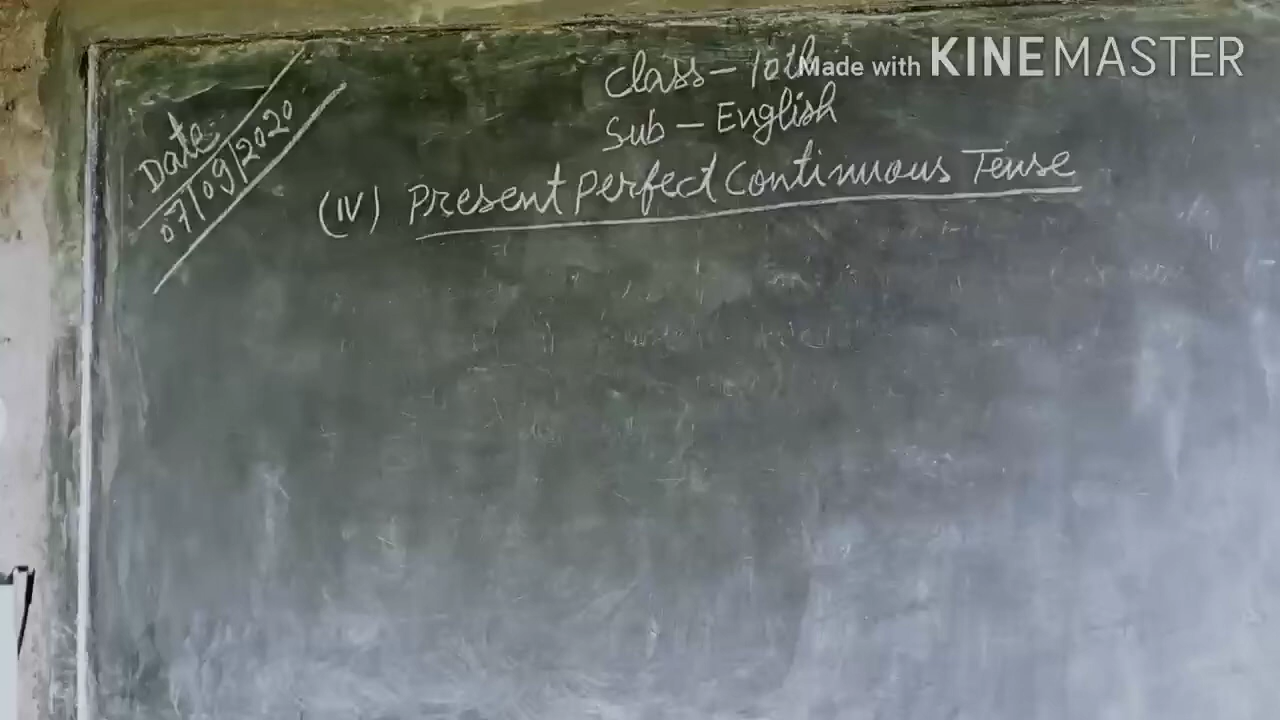 Date:
07/09/2020
Class - 10th
Made with KINEMASTER
Sub - English
(IV) Present Perfect Continuous Tense